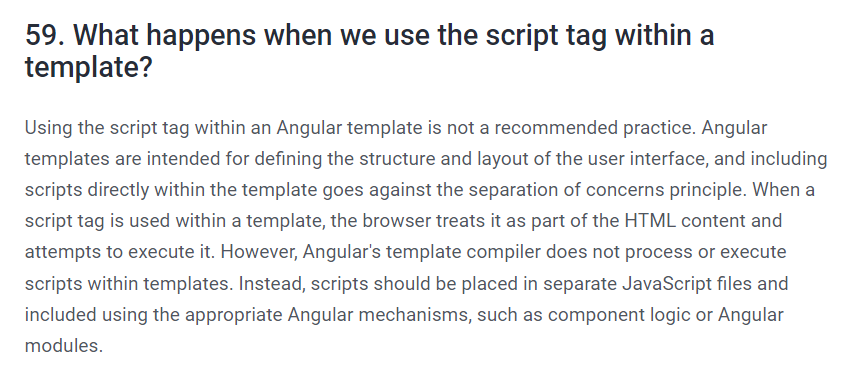 59. What happens when we use the script tag within a
template?
Using the script tag within an Angular template is not a recommended practice. Angular
templates are intended for defining the structure and layout of the user interface, and including
scripts directly within the template goes against the separation of concerns principle. When a
script tag is used within a template, the browser treats it as part of the HTML content and
attempts to execute it. However, Angular's template compiler does not process or execute
scripts within templates. Instead, scripts should be placed in separate JavaScript files and
included using the appropriate Angular mechanisms, such as component logic or Angular
modules.